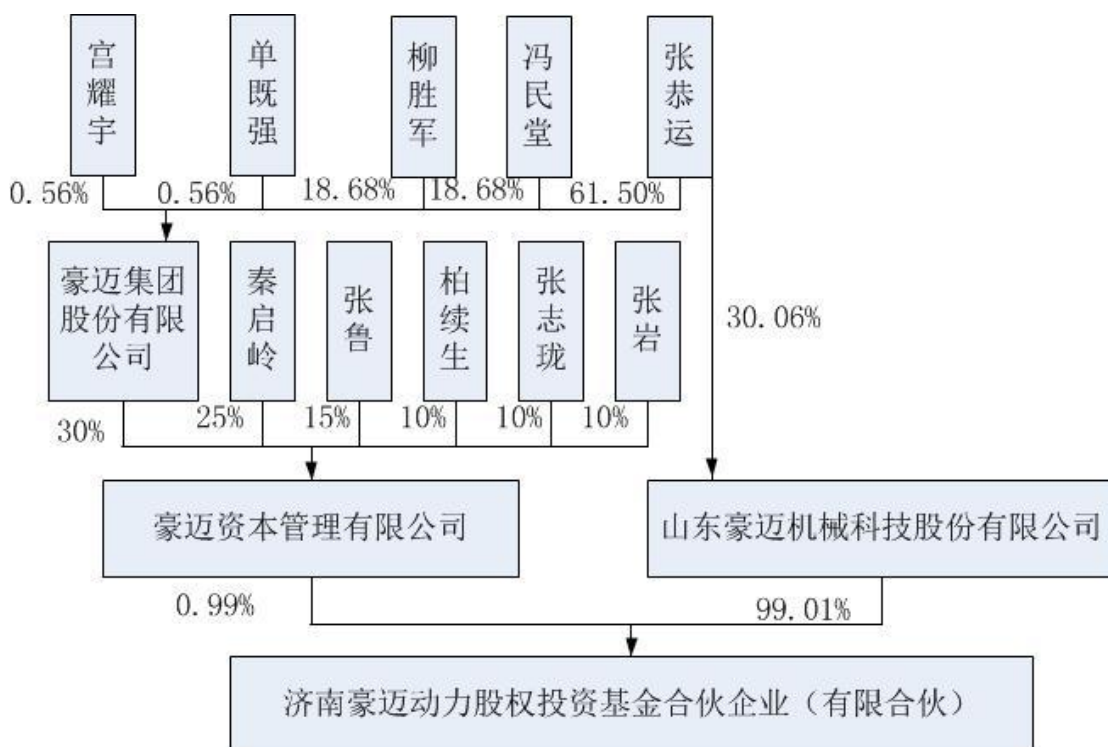 宫耀宇
单既强
柳胜军
冯民堂
张恭运
0.56%
0.56%
18.68%
18.68%
61.50%
豪迈集团
股份有限
公司
秦启岭
张鲁
柏续生
张志珑
张岩
30.06%
30%
25%
15%
10%
10%
10%
豪迈资本管理有限公司
山东豪迈机械科技股份有限公司
0.99%
99.01%
济南豪迈动力股权投资基金合伙企业（有限合伙）